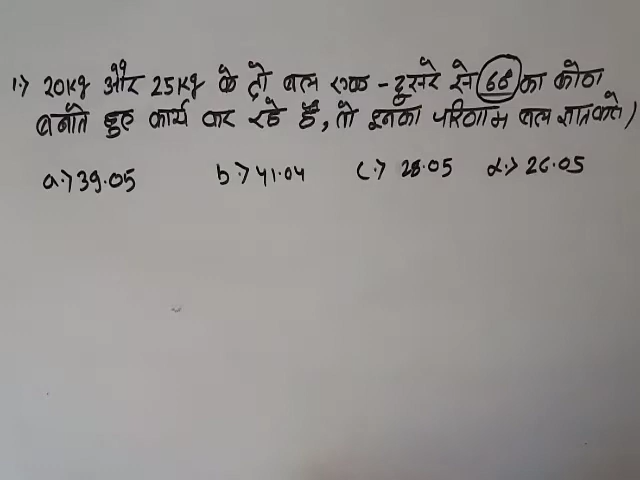 1.> 20kg और 25kg के दो बल एक-दूसरे से 60 का कोण
बनाते हुए कार्य कर रहे हैं, तो इनका परिणाम बल ज्ञात करो)
a.> 39.05 b.> 41.04 c.> 28.05 d.> 26.05